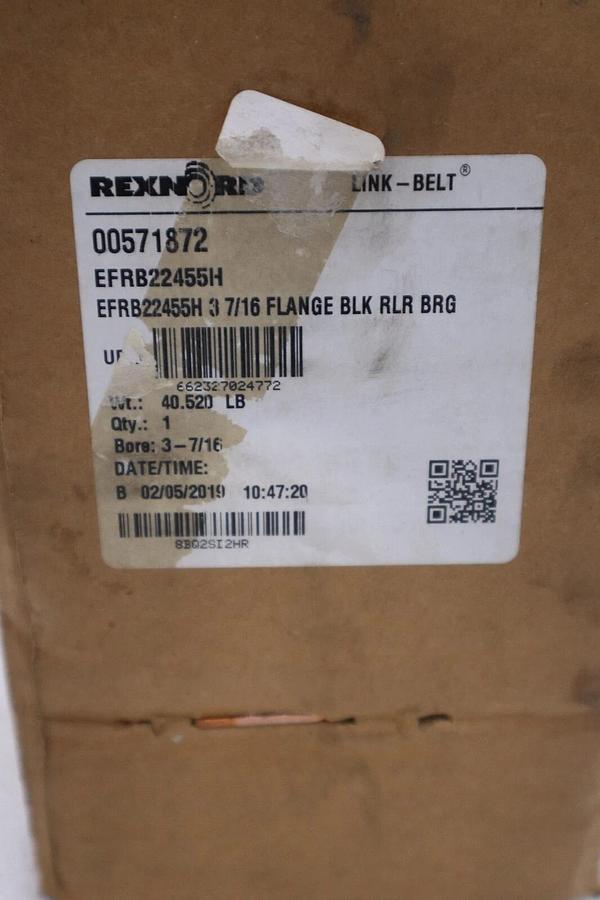 REXNORD LINK-BELT®
00571872
EFRB22455H
EFRB22455H 3 7/16 FLANGE BLK RLR BRG
662327024772
Wt.: 40.520 LB
Qty.: 1
Bore: 3-7/16
DATE/TIME:
B 02/05/2019 10:47:20
8BQ2SI2HR